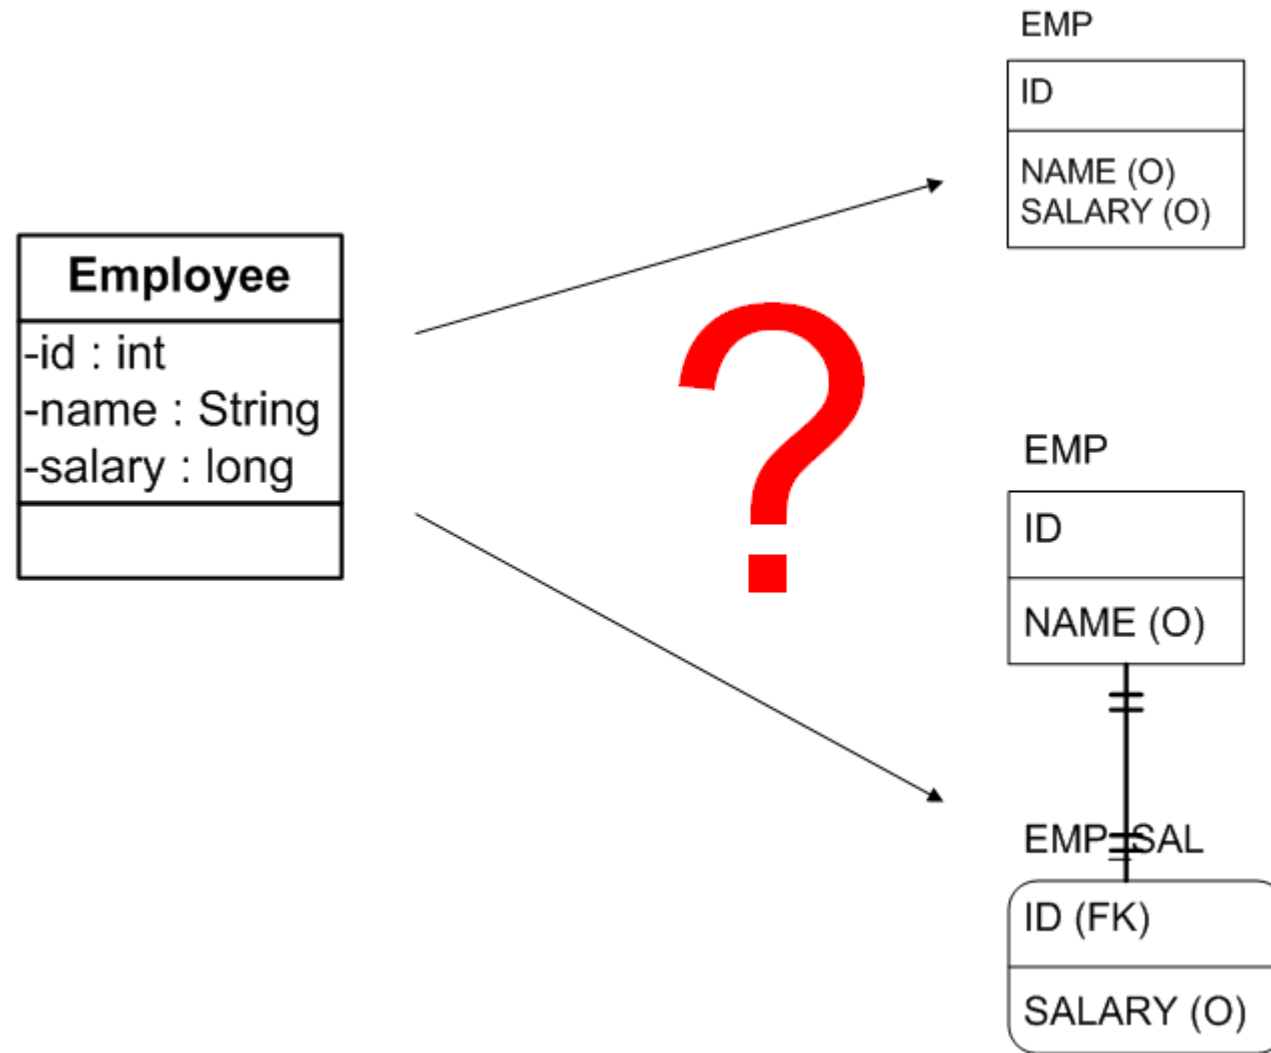 Employee
-id : int
-name : String
-salary : long
?
EMP
ID
NAME (O)
SALARY (O)
EMP
ID
NAME (O)
EMP_SAL
ID (FK)
SALARY (O)